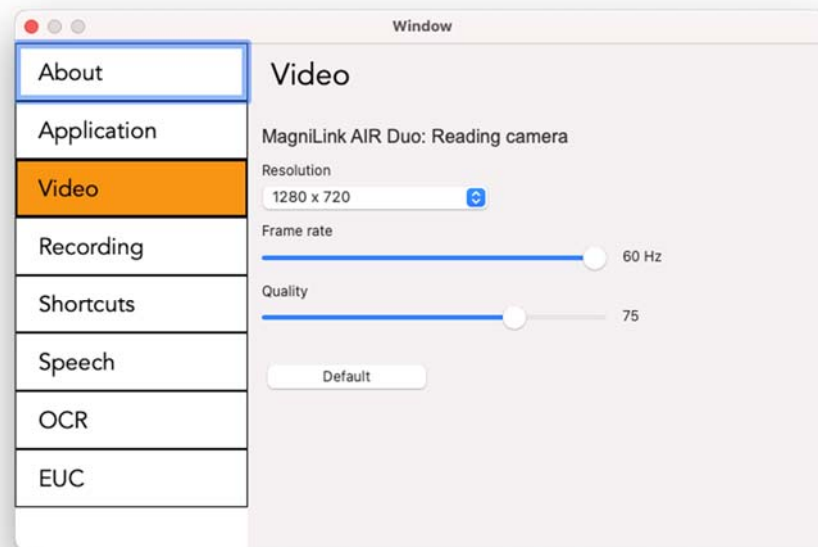 Window
About
Application
Video
Recording
Shortcuts
Speech
OCR
EUC
Video
MagniLink AIR Duo: Reading camera
Resolution
1280 x 720
Frame rate
60 Hz
Quality
75
Default